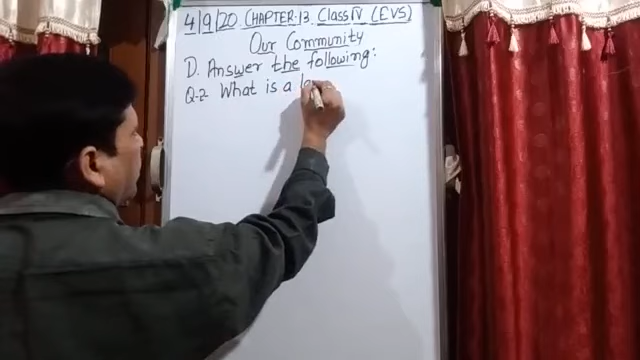 4/9/20 CHAPTER-13 Class IV (EVS)
Our Community
D. Answer the following:
Q-2 What is a